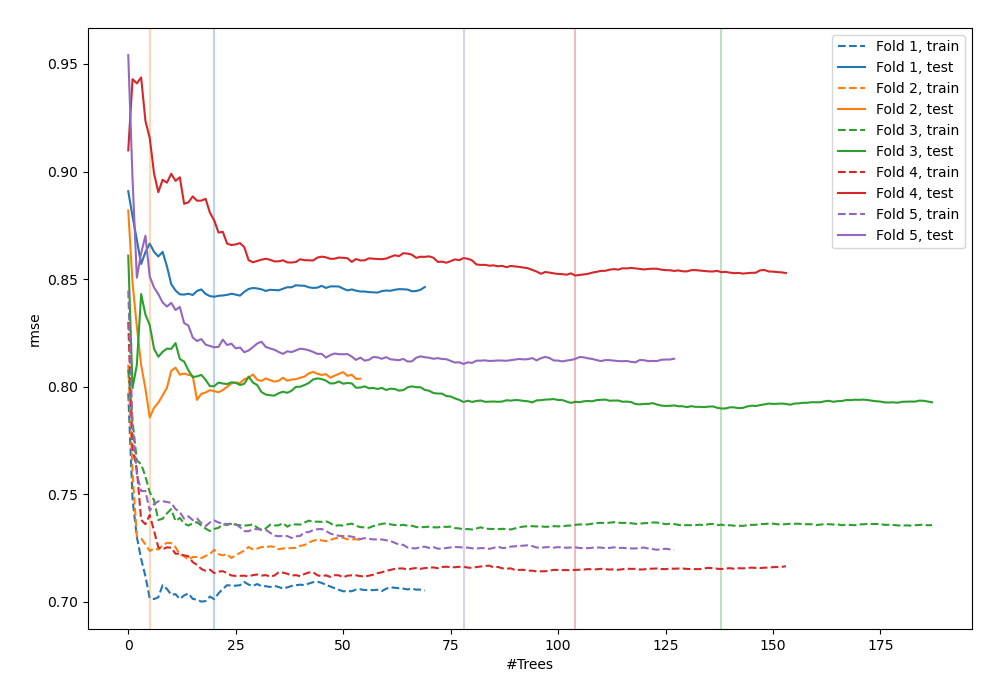 0.95
0.90
0.85
0.80
0.75
0.70
rmse
0
25
50
75
100
125
150
175
#Trees
Fold 1, train
Fold 1, test
Fold 2, train
Fold 2, test
Fold 3, train
Fold 3, test
Fold 4, train
Fold 4, test
Fold 5, train
Fold 5, test